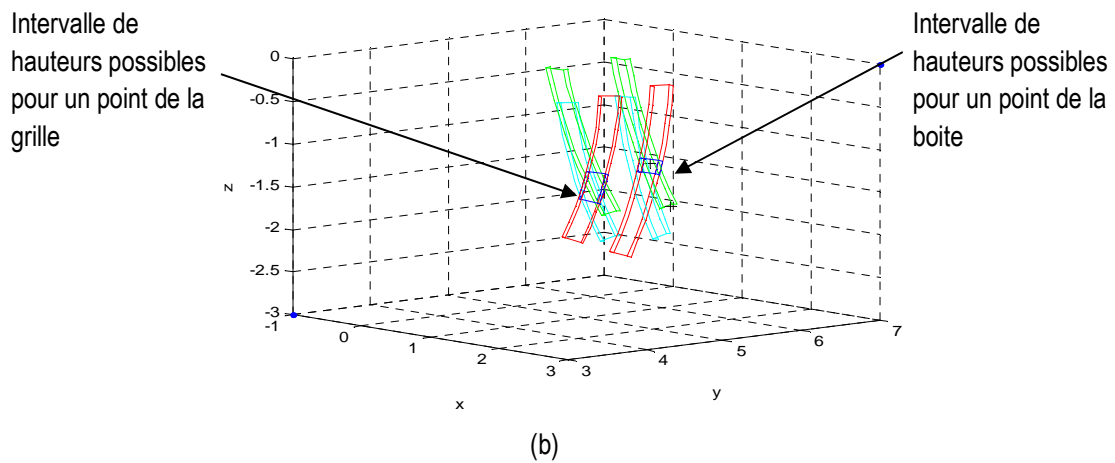 Intervalle de
hauteurs possibles
pour un point de la
grille
Intervalle de
hauteurs possibles
pour un point de la
boite
0
-0.5
-1
-1.5
-2
-2.5
-3
z
-1
0
1
2
3
x
3
4
5
6
7
y
(b)